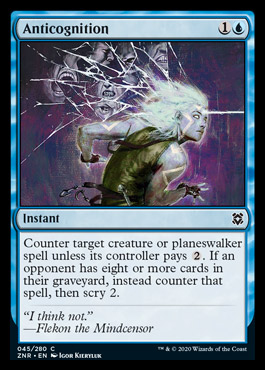 Anticognition 1
Instant
Counter target creature or planeswalker
spell unless its controller pays 2. If an
opponent has eight or more cards in
their graveyard, instead counter that
spell, then scry 2.
“I think not.”
—Flekon the Mindcensor
045/280 C
ZNR • EN Igor Kieryluk
™ & © 2020 Wizards of the Coast